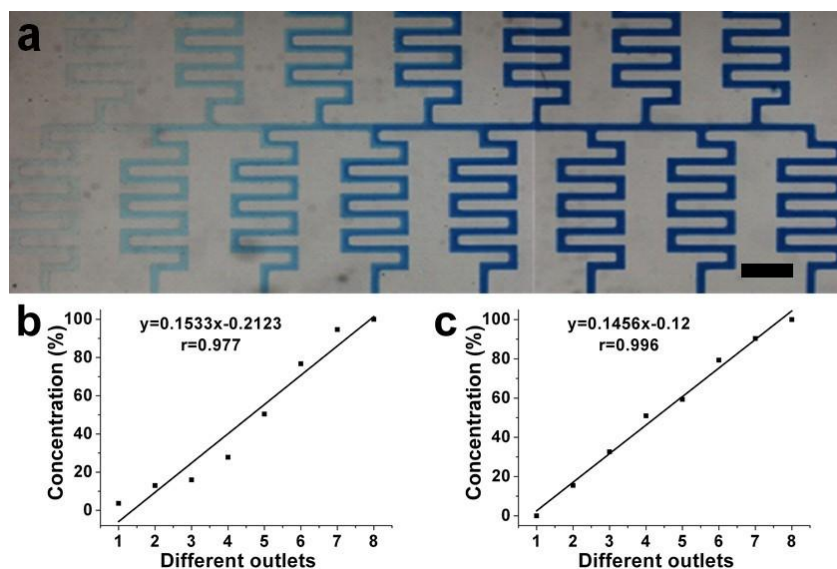 a
b
y=0.1533x-0.2123
r=0.977
Concentration (%)
100
80
60
40
20
0
1 2 3 4 5 6 7 8
Different outlets
c
y=0.1456x-0.12
r=0.996
Concentration (%)
100
80
60
40
20
0
1 2 3 4 5 6 7 8
Different outlets